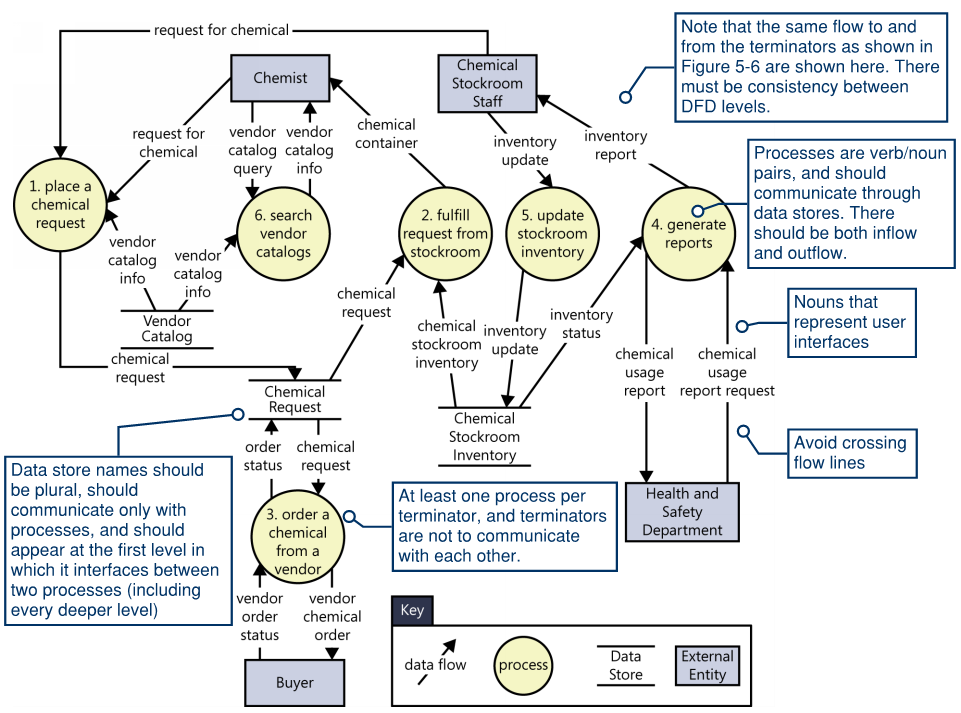 request for chemical
Note that the same flow to and
from the terminators as shown in
Figure 5-6 are shown here. There
must be consistency between
DFD levels.
Chemist
Chemical
Stockroom
Staff
request for
chemical
vendor
catalog
query
vendor
catalog
info
chemical
container
inventory
update
inventory
report
Processes are verb/noun
pairs, and should
communicate through
data stores. There
should be both inflow
and outflow.
1. place a
chemical
request
6. search
vendor
catalogs
2. fulfill
request from
stockroom
5. update
stockroom
inventory
4. generate
reports
vendor
catalog
info
vendor
catalog
info
Vendor
Catalog
chemical
request
chemical
request
chemical
stockroom
inventory
inventory
update
inventory
status
chemical
usage
report
chemical
usage
report request
Nouns that
represent user
interfaces
Chemical
Request
Chemical
Stockroom
Inventory
Avoid crossing
flow lines
order
status
chemical
request
Data store names should
be plural, should
communicate only with
processes, and should
appear at the first level in
which it interfaces between
two processes (including
every deeper level)
3. order a
chemical
from a
vendor
At least one process per
terminator, and terminators
are not to communicate
with each other.
Health and
Safety
Department
vendor
order
status
vendor
chemical
order
Buyer
Key
data flow
process
Data
Store
External
Entity